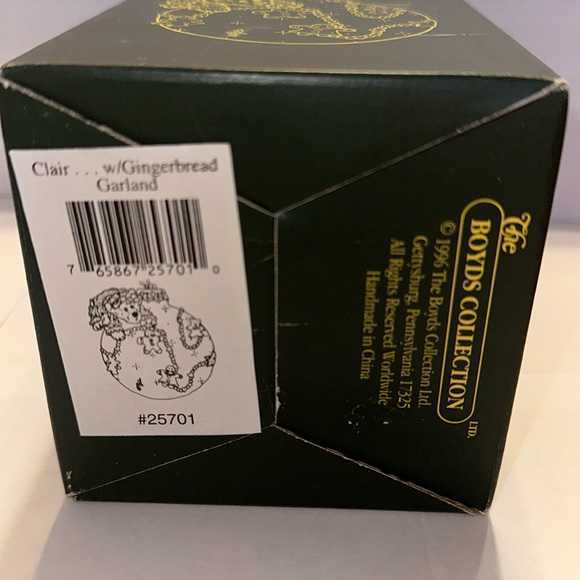 Clair . . . w/Gingerbread
Garland
7 65867 25701 0
#25701
The
BOYDS COLLECTION
LTD.
© 1996 The Boyds Collection Ltd.
Gettysburg, Pennsylvania 17325
All Rights Reserved Worldwide
Handmade in China